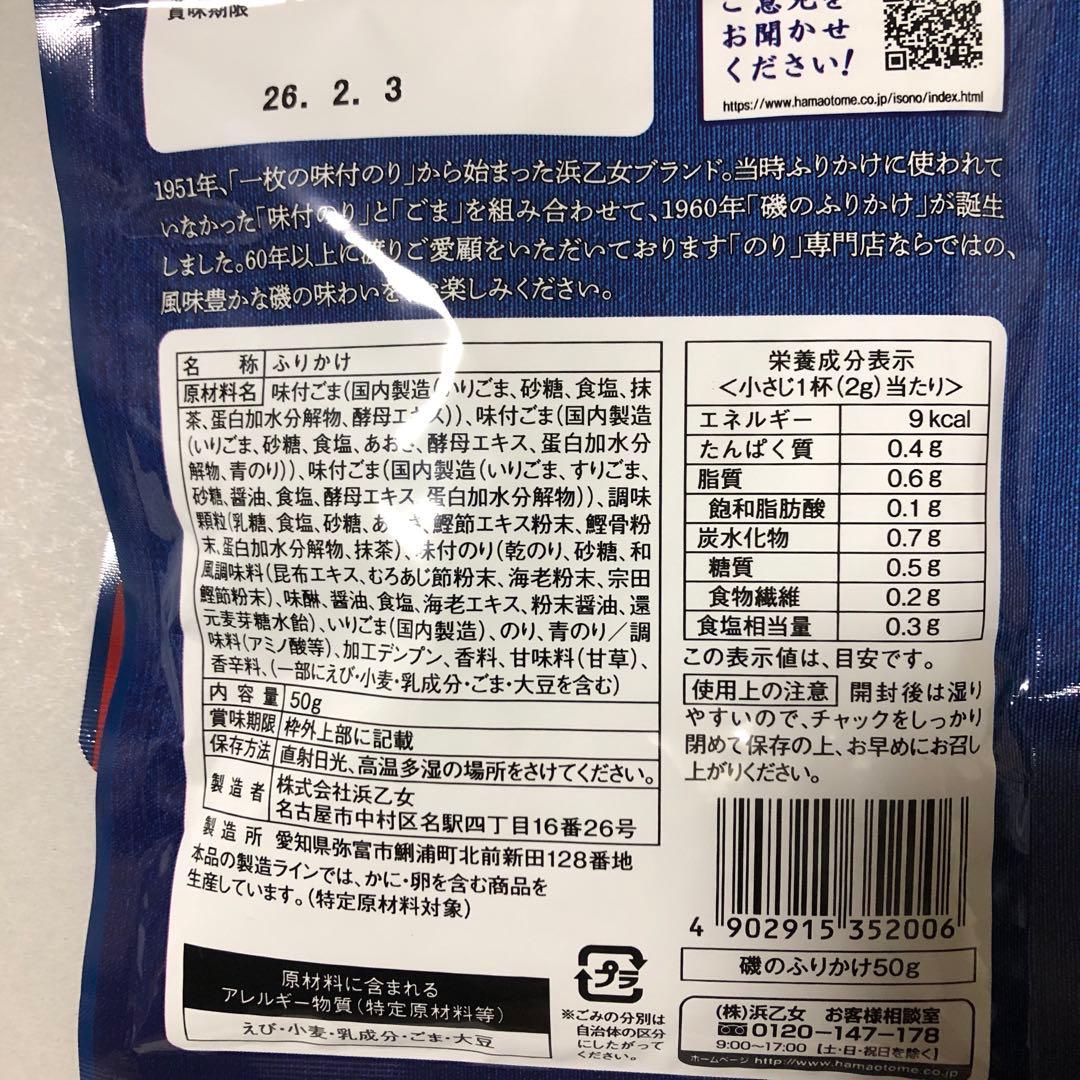 賞味期限
26. 2. 3
ご意見を
お聞かせ
ください!
https://www.hamaotome.co.jp/isono/index.html
1951年、「一枚の味付のり」から始まった浜乙女ブランド。当時ふりかけに使われて
いなかった「味付のり」と「ごま」を組み合わせて、1960年「磯のふりかけ」が誕生
しました。60年以上に渡りご愛顧をいただいております「のり」専門店ならではの、
風味豊かな磯の味わいを 楽しみください。
名称 ふりかけ
原材料名 味付ごま(国内製造(いりごま、砂糖、食塩、抹
茶、蛋白加水分解物、酵母エキス))、味付ごま(国内製造
(いりごま、砂糖、食塩、あおさ、酵母エキス、蛋白加水分
解物、青のり))、味付ごま(国内製造(いりごま、すりごま、
砂糖、醤油、食塩、酵母エキス、蛋白加水分解物))、調味
顆粒(乳糖、食塩、砂糖、あおさ、鰹節エキス粉末、鰹骨粉
末、蛋白加水分解物、抹茶)、味付のり(乾のり、砂糖、和
風調味料(昆布エキス、むろあじ節粉末、海老粉末、宗田
鰹節粉末)、味醂、醤油、食塩、海老エキス、粉末醤油、還
元麦芽糖水飴)、いりごま(国内製造)、のり、青のり/調
味料(アミノ酸等)、加工デンプン、香料、甘味料(甘草)、
香辛料、(一部にえび・小麦・乳成分・ごま・大豆を含む)
内容量 50g
賞味期限 枠外上部に記載
保存方法 直射日光、高温多湿の場所をさけてください。
製造者 株式会社浜乙女
名古屋市中村区名駅四丁目16番26号
製造所 愛知県弥富市鯏浦町北前新田128番地
本品の製造ラインでは、かに・卵を含む商品を
生産しています。(特定原材料対象)
原材料に含まれる
アレルギー物質(特定原材料等)
えび・小麦・乳成分・ごま・大豆
プラ
※ごみの分別は
自治体の区分
にしたがって
ください。
栄養成分表示
<小さじ1杯(2g)当たり>
エネルギー 9kcal
たんぱく質 0.4g
脂質 0.6g
飽和脂肪酸 0.1g
炭水化物 0.7g
糖質 0.5g
食物繊維 0.2g
食塩相当量 0.3g
この表示値は、目安です。
使用上の注意 開封後は湿り
やすいので、チャックをしっかり
閉めて保存の上、お早めにお召し
上がりください。
4 902915 352006
磯のふりかけ50g
(株)浜乙女 お客様相談室
0120-147-178
9:00〜17:00 [土・日・祝日を除く]
ホームページ http://www.hamaotome.co.jp